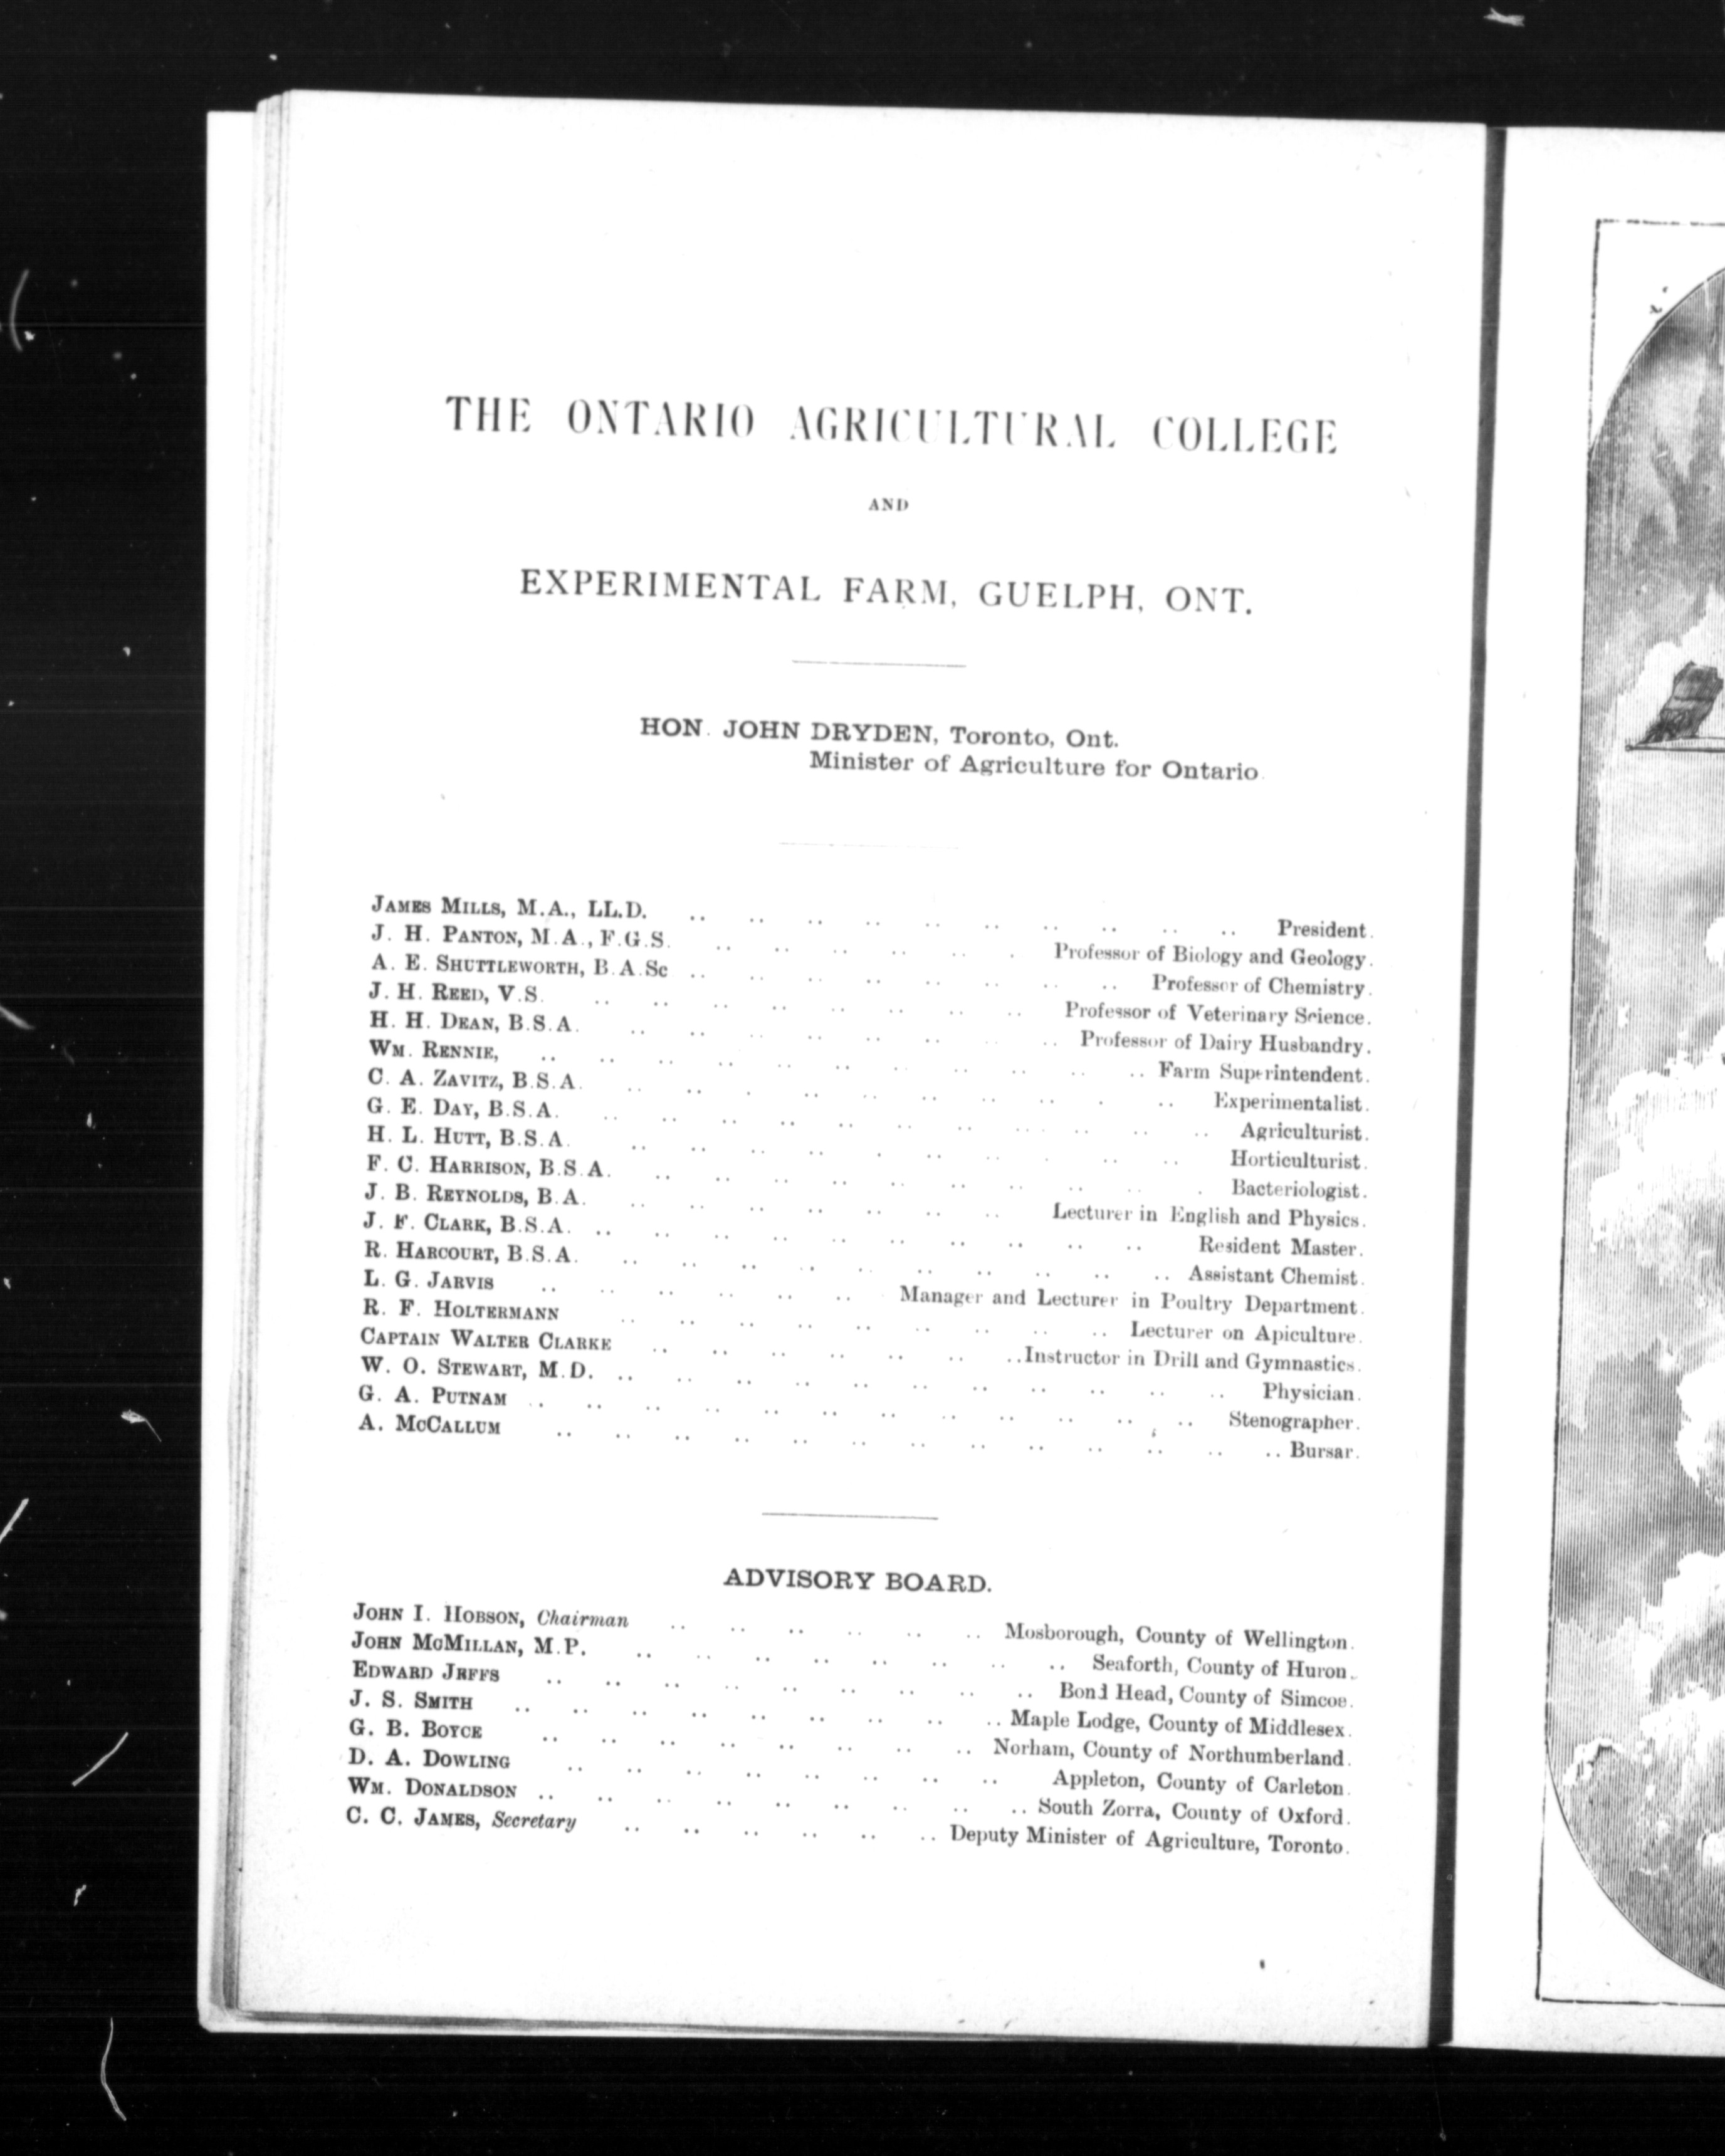 THE ONTARIO AGRICULTURAL COLLEGE
AND
EXPERIMENTAL FARM, GUELPH, ONT.
HON. JOHN DRYDEN, Toronto, Ont.
Minister of Agriculture for Ontario.
JAMES MILLS, M.A., LL.D. .. .. .. .. .. .. .. .. .. .. President.
J. H. PANTON, M.A., F.G.S. .. .. .. .. .. . Professor of Biology and Geology.
A. E. SHUTTLEWORTH, B.A.Sc .. .. .. .. .. .. .. .. Professor of Chemistry.
J. H. REED, V.S. .. .. .. .. .. .. .. .. Professor of Veterinary Science.
H. H. DEAN, B.S.A. .. .. .. .. .. .. .. .. Professor of Dairy Husbandry.
WM. RENNIE, .. .. .. .. .. .. .. .. .. .. .. Farm Superintendent.
C. A. ZAVITZ, B.S.A. .. .. . .. .. .. .. .. . .. Experimentalist.
G. E. DAY, B.S.A. .. .. .. .. .. .. .. .. .. .. .. Agriculturist.
H. L. HUTT, B.S.A. .. .. .. .. . .. .. . .. .. Horticulturist.
F. C. HARRISON, B.S.A. .. .. .. .. .. .. .. .. .. . Bacteriologist.
J. B. REYNOLDS, B.A. .. .. .. .. .. .. .. Lecturer in English and Physics.
J. F. CLARK, B.S.A. .. .. .. .. .. .. .. .. .. .. Resident Master.
R. HARCOURT, B.S.A. .. .. .. .. .. .. .. .. .. .. Assistant Chemist.
L. G. JARVIS .. .. .. .. .. .. Manager and Lecturer in Poultry Department.
R. F. HOLTERMANN .. .. .. .. .. .. .. .. .. Lecturer on Apiculture.
CAPTAIN WALTER CLARKE .. .. .. .. .. .. ..Instructor in Drill and Gymnastics.
W. O. STEWART, M.D. .. .. .. .. .. .. .. .. .. .. .. Physician.
G. A. PUTNAM .. .. .. .. .. .. .. .. .. .. .. .. Stenographer.
A. MCCALLUM .. .. .. .. .. .. .. .. .. .. .. .. .. Bursar.
ADVISORY BOARD.
JOHN I. HOBSON, Chairman .. .. .. .. .. .. Mosborough, County of Wellington.
JOHN MCMILLAN, M.P. .. .. .. .. .. .. .. .. Seaforth, County of Huron.
EDWARD JEFFS .. .. .. .. .. .. .. .. .. Bond Head, County of Simcoe.
J. S. SMITH .. .. .. .. .. .. .. .. .. Maple Lodge, County of Middlesex.
G. B. BOYCE .. .. .. .. .. .. .. .. Norham, County of Northumberland.
D. A. DOWLING .. .. .. .. .. .. .. .. Appleton, County of Carleton.
WM. DONALDSON .. .. .. .. .. .. .. .. .. South Zorra, County of Oxford.
C. C. JAMES, Secretary .. .. .. .. .. .. Deputy Minister of Agriculture, Toronto.